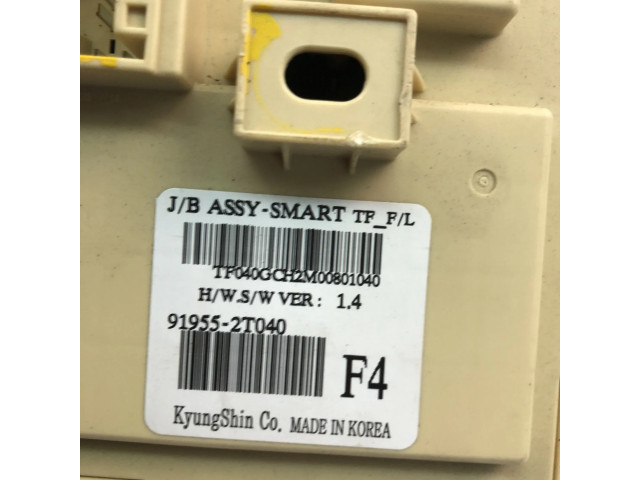 J/B ASSY-SMART TF_F/L
TF040GCH2M00801040
H/W.S/W VER : 1.4
91955-2T040
F4
KyungShin Co. MADE IN KOREA